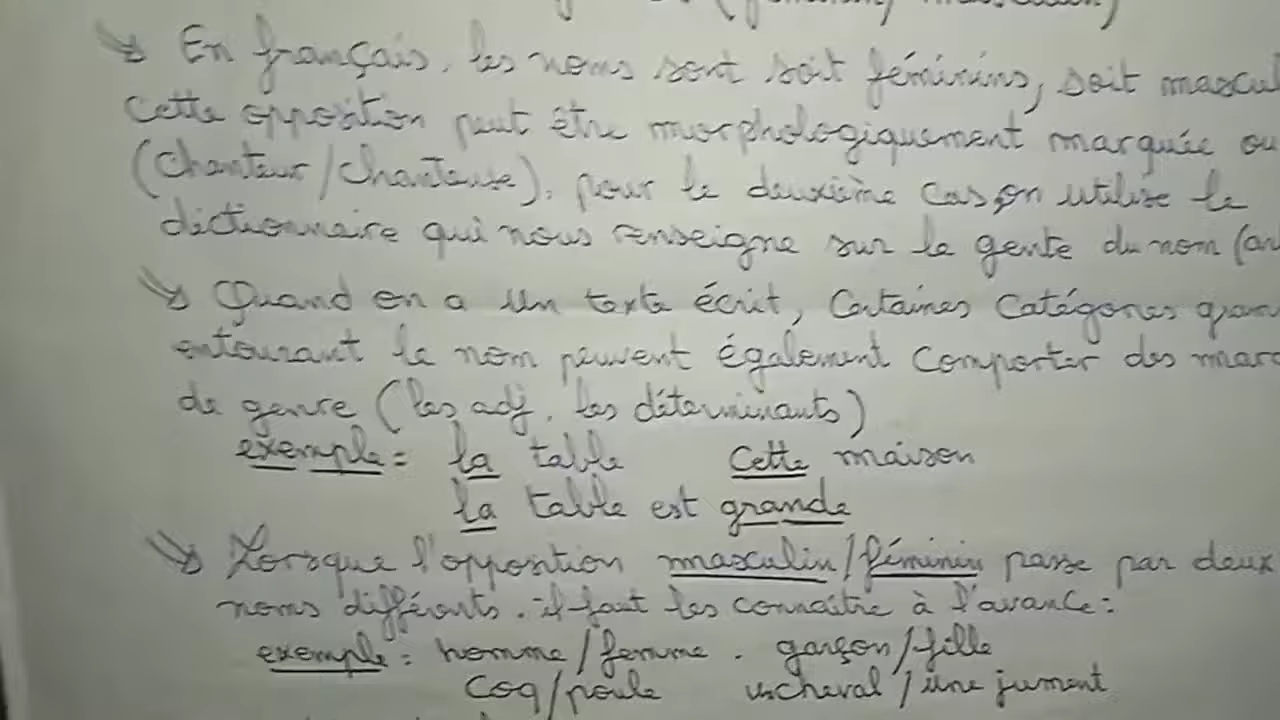 (féminin / masculin)
→ En français, les noms sont soit féminins, soit mascul
Cette opposition peut être morphologiquement marquée ou
(Chanteur / Chanteuse), pour le deuxième cas on utilise le
dictionnaire qui nous renseigne sur le gente du nom (
→ Quand on a un texte écrit, Certaines Catégories gram
entourant le nom peuvent également Comporter des marq
de genre (les adj, les déterminants)
exemple = la table Cette maison
la table est grande
→ Lorsque l'opposition masculin / féminin passe par deux
noms différents. il faut les connaître à l'avance :
exemple = homme / femme . garçon / fille
Coq / poule un cheval / une jument